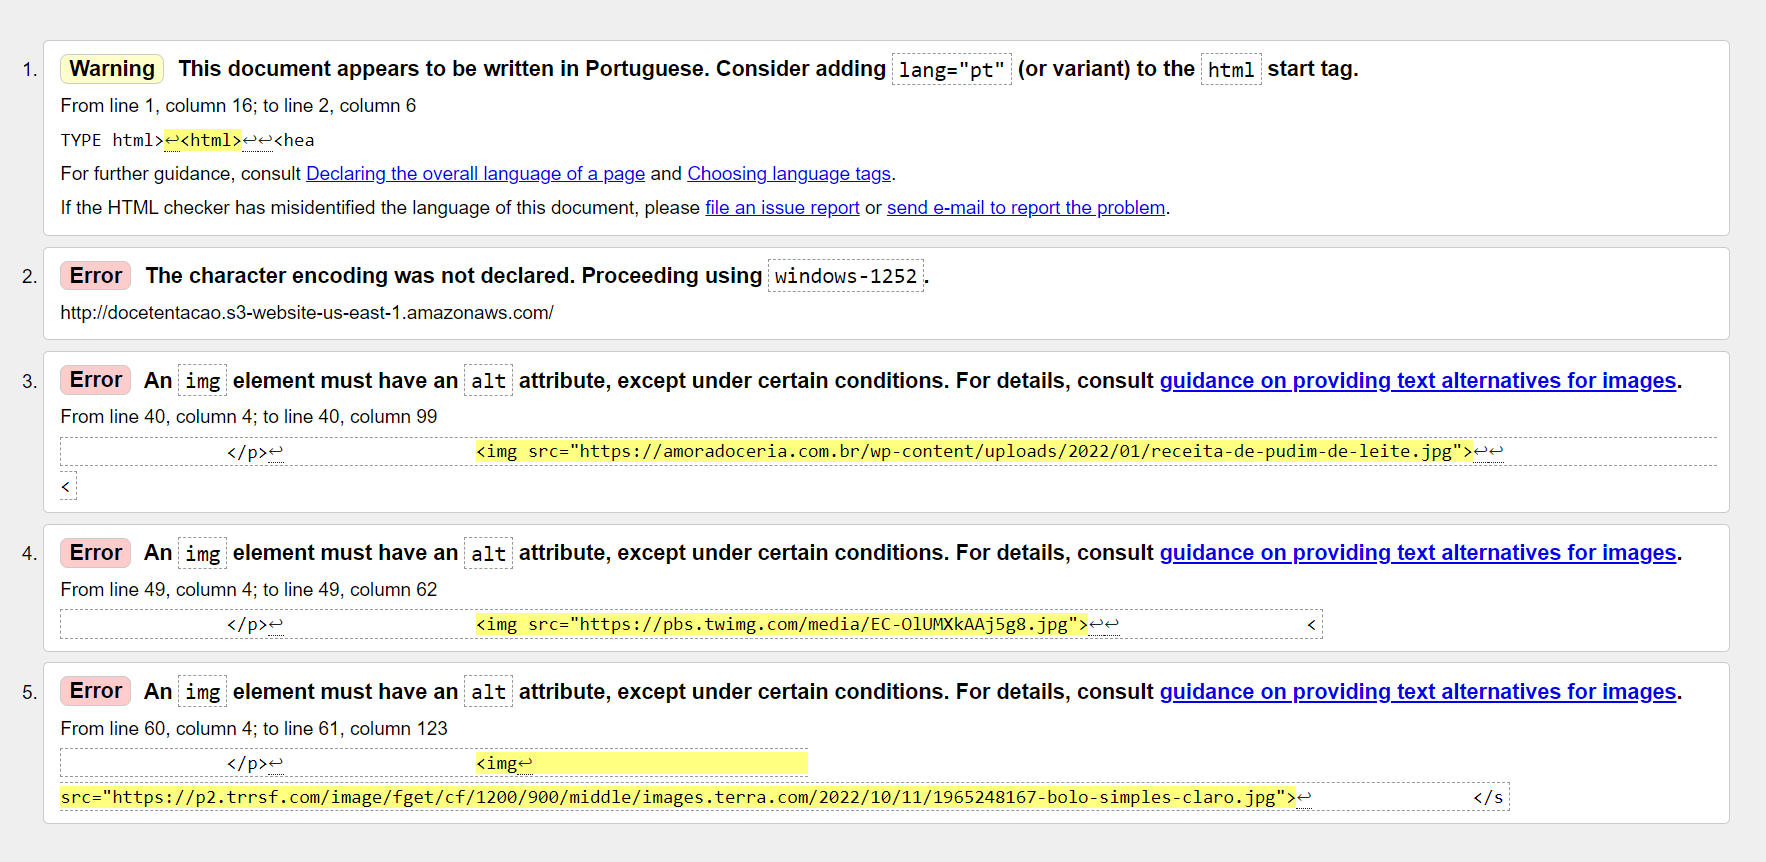 1. Warning This document appears to be written in Portuguese. Consider adding lang="pt" (or variant) to the html start tag.
From line 1, column 16; to line 2, column 6
TYPE html>↩<html>↩↩<hea
For further guidance, consult Declaring the overall language of a page and Choosing language tags.
If the HTML checker has misidentified the language of this document, please file an issue report or send e-mail to report the problem.
2. Error The character encoding was not declared. Proceeding using windows-1252.
http://docetentacao.s3-website-us-east-1.amazonaws.com/
3. Error An img element must have an alt attribute, except under certain conditions. For details, consult guidance on providing text alternatives for images.
From line 40, column 4; to line 40, column 99
</p>↩ <img src="https://amoradoceria.com.br/wp-content/uploads/2022/01/receita-de-pudim-de-leite.jpg">↩↩
<
4. Error An img element must have an alt attribute, except under certain conditions. For details, consult guidance on providing text alternatives for images.
From line 49, column 4; to line 49, column 62
</p>↩ <img src="https://pbs.twimg.com/media/EC-OlUMXkAAj5g8.jpg">↩↩ <
5. Error An img element must have an alt attribute, except under certain conditions. For details, consult guidance on providing text alternatives for images.
From line 60, column 4; to line 61, column 123
</p>↩ <img↩
src="https://p2.trrsf.com/image/fget/cf/1200/900/middle/images.terra.com/2022/10/11/1965248167-bolo-simples-claro.jpg">↩ </s